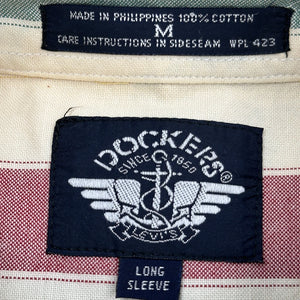 MADE IN PHILIPPINES 100% COTTON
M
CARE INSTRUCTIONS IN SIDESEAM WPL 423
DOCKERS®
SINCE 1850
LEVI'S
LONG
SLEEVE